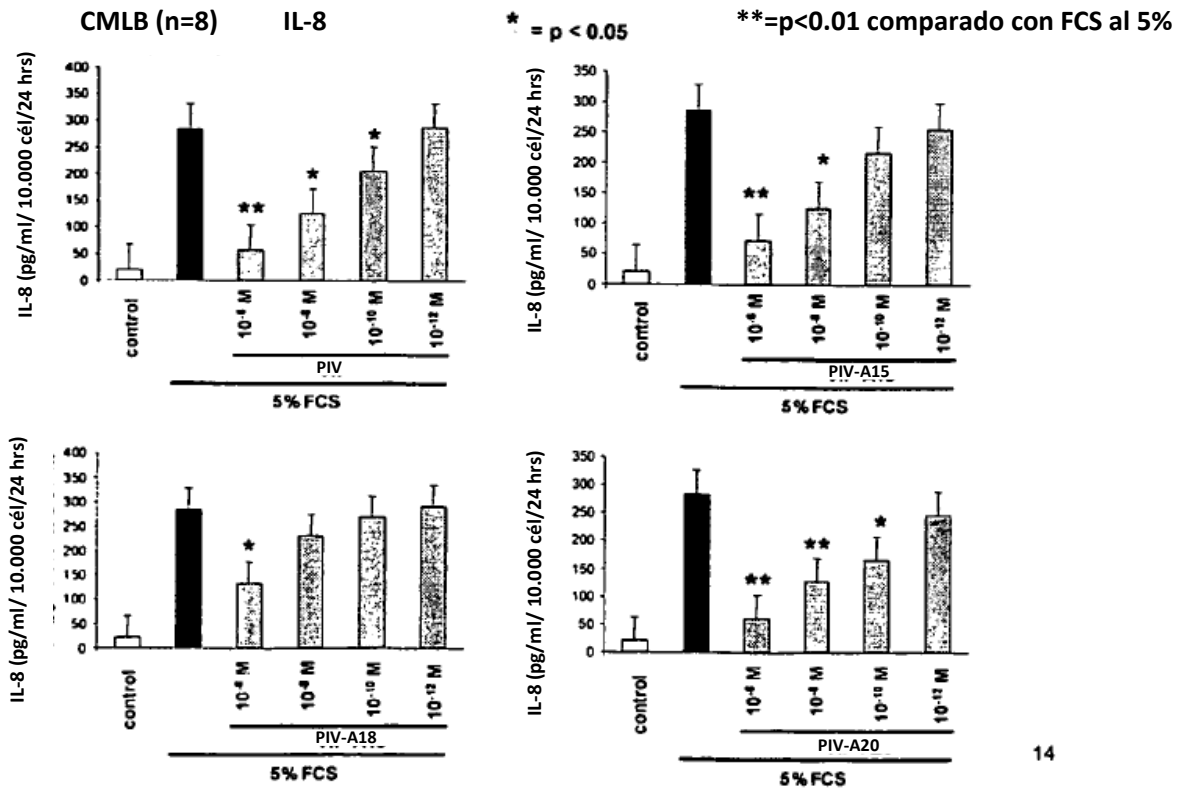 CMLB (n=8) IL-8 * = p < 0.05 **=p<0.01 comparado con FCS al 5%
IL-8 (pg/ml/ 10.000 cél/24 hrs)
400
350
300
250
200
150
100
50
0
** * *
control 10⁻⁶ M 10⁻⁸ M 10⁻¹⁰ M 10⁻¹² M
PIV
5% FCS
IL-8 (pg/ml/ 10.000 cél/24 hrs)
350
300
250
200
150
100
50
0
** *
control 10⁻⁶ M 10⁻⁸ M 10⁻¹⁰ M 10⁻¹² M
PIV-A15
5% FCS
IL-8 (pg/ml/ 10.000 cél/24 hrs)
400
350
300
250
200
150
100
50
0
*
control 10⁻⁶ M 10⁻⁸ M 10⁻¹⁰ M 10⁻¹² M
PIV-A18
5% FCS
IL-8 (pg/ml/ 10.000 cél/24 hrs)
350
300
250
200
150
100
50
0
** ** *
control 10⁻⁶ M 10⁻⁸ M 10⁻¹⁰ M 10⁻¹² M
PIV-A20
5% FCS
14